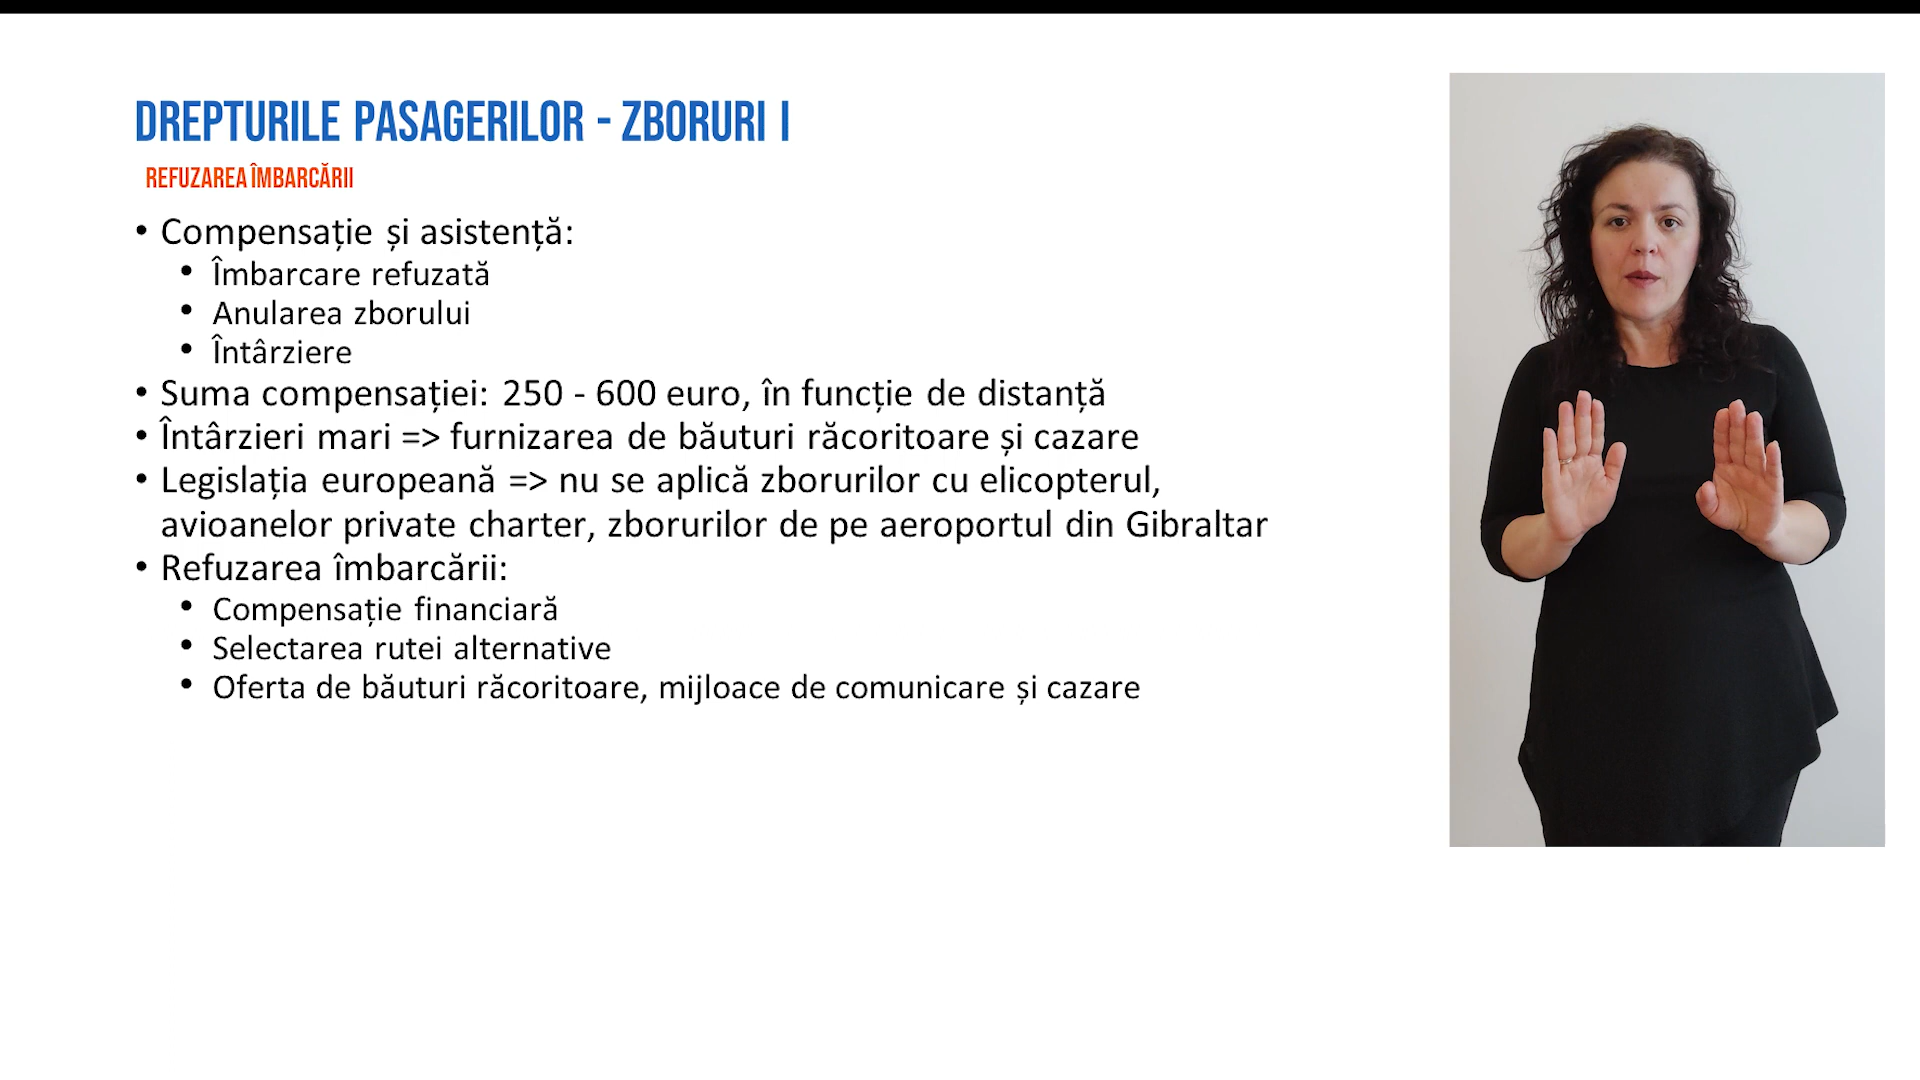 DREPTURILE PASAGERILOR - ZBORURI I
REFUZAREA ÎMBARCĂRII
• Compensație și asistență:
• Îmbarcare refuzată
• Anularea zborului
• Întârziere
• Suma compensației: 250 - 600 euro, în funcție de distanță
• Întârzieri mari => furnizarea de băuturi răcoritoare și cazare
• Legislația europeană => nu se aplică zborurilor cu elicopterul,
avioanelor private charter, zborurilor de pe aeroportul din Gibraltar
• Refuzarea îmbarcării:
• Compensație financiară
• Selectarea rutei alternative
• Oferta de băuturi răcoritoare, mijloace de comunicare și cazare